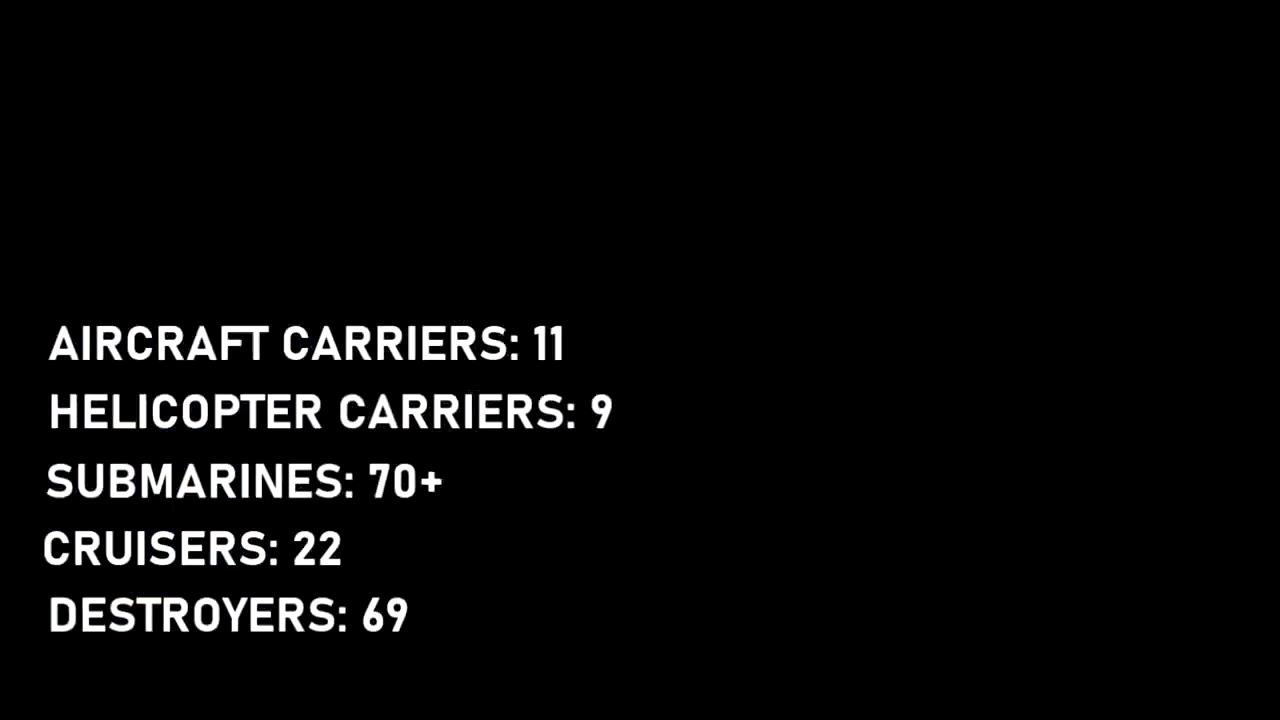 AIRCRAFT CARRIERS: 11
HELICOPTER CARRIERS: 9
SUBMARINES: 70+
CRUISERS: 22
DESTROYERS: 69